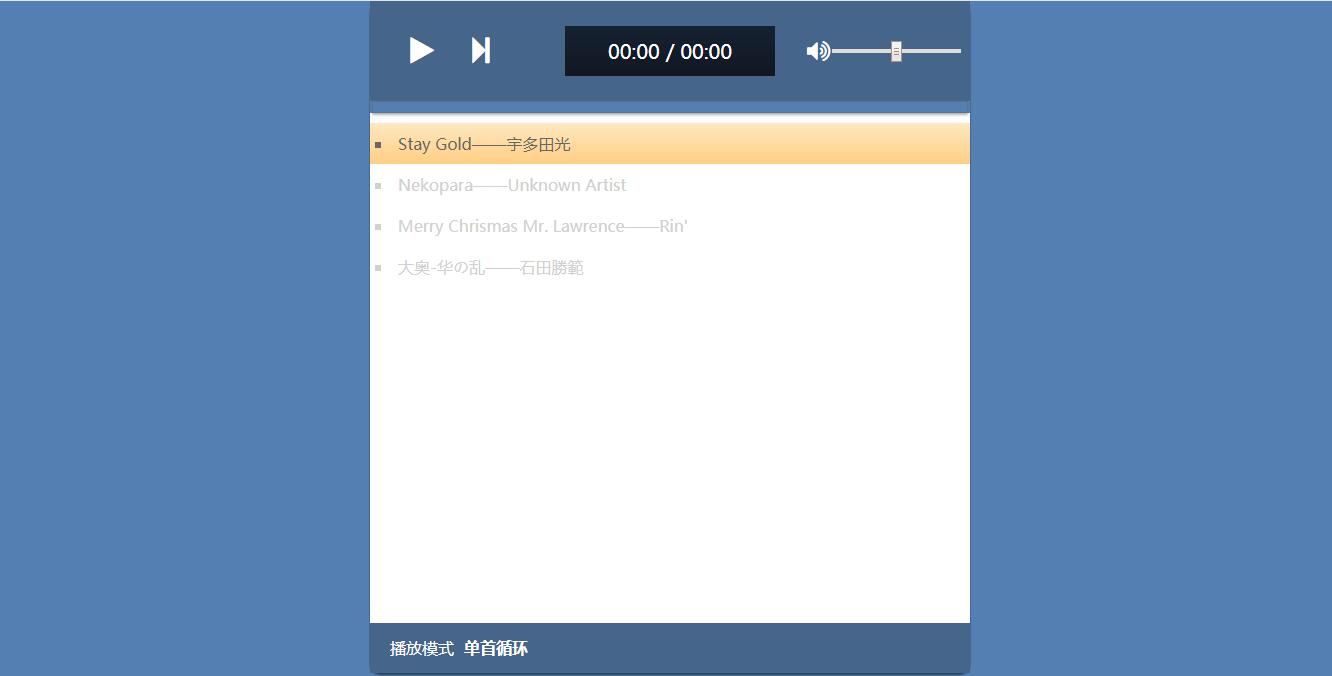 00:00 / 00:00
Stay Gold——宇多田光
Nekopara——Unknown Artist
Merry Chrismas Mr. Lawrence——Rin'
大奥-华の乱——石田勝範
播放模式 单首循环